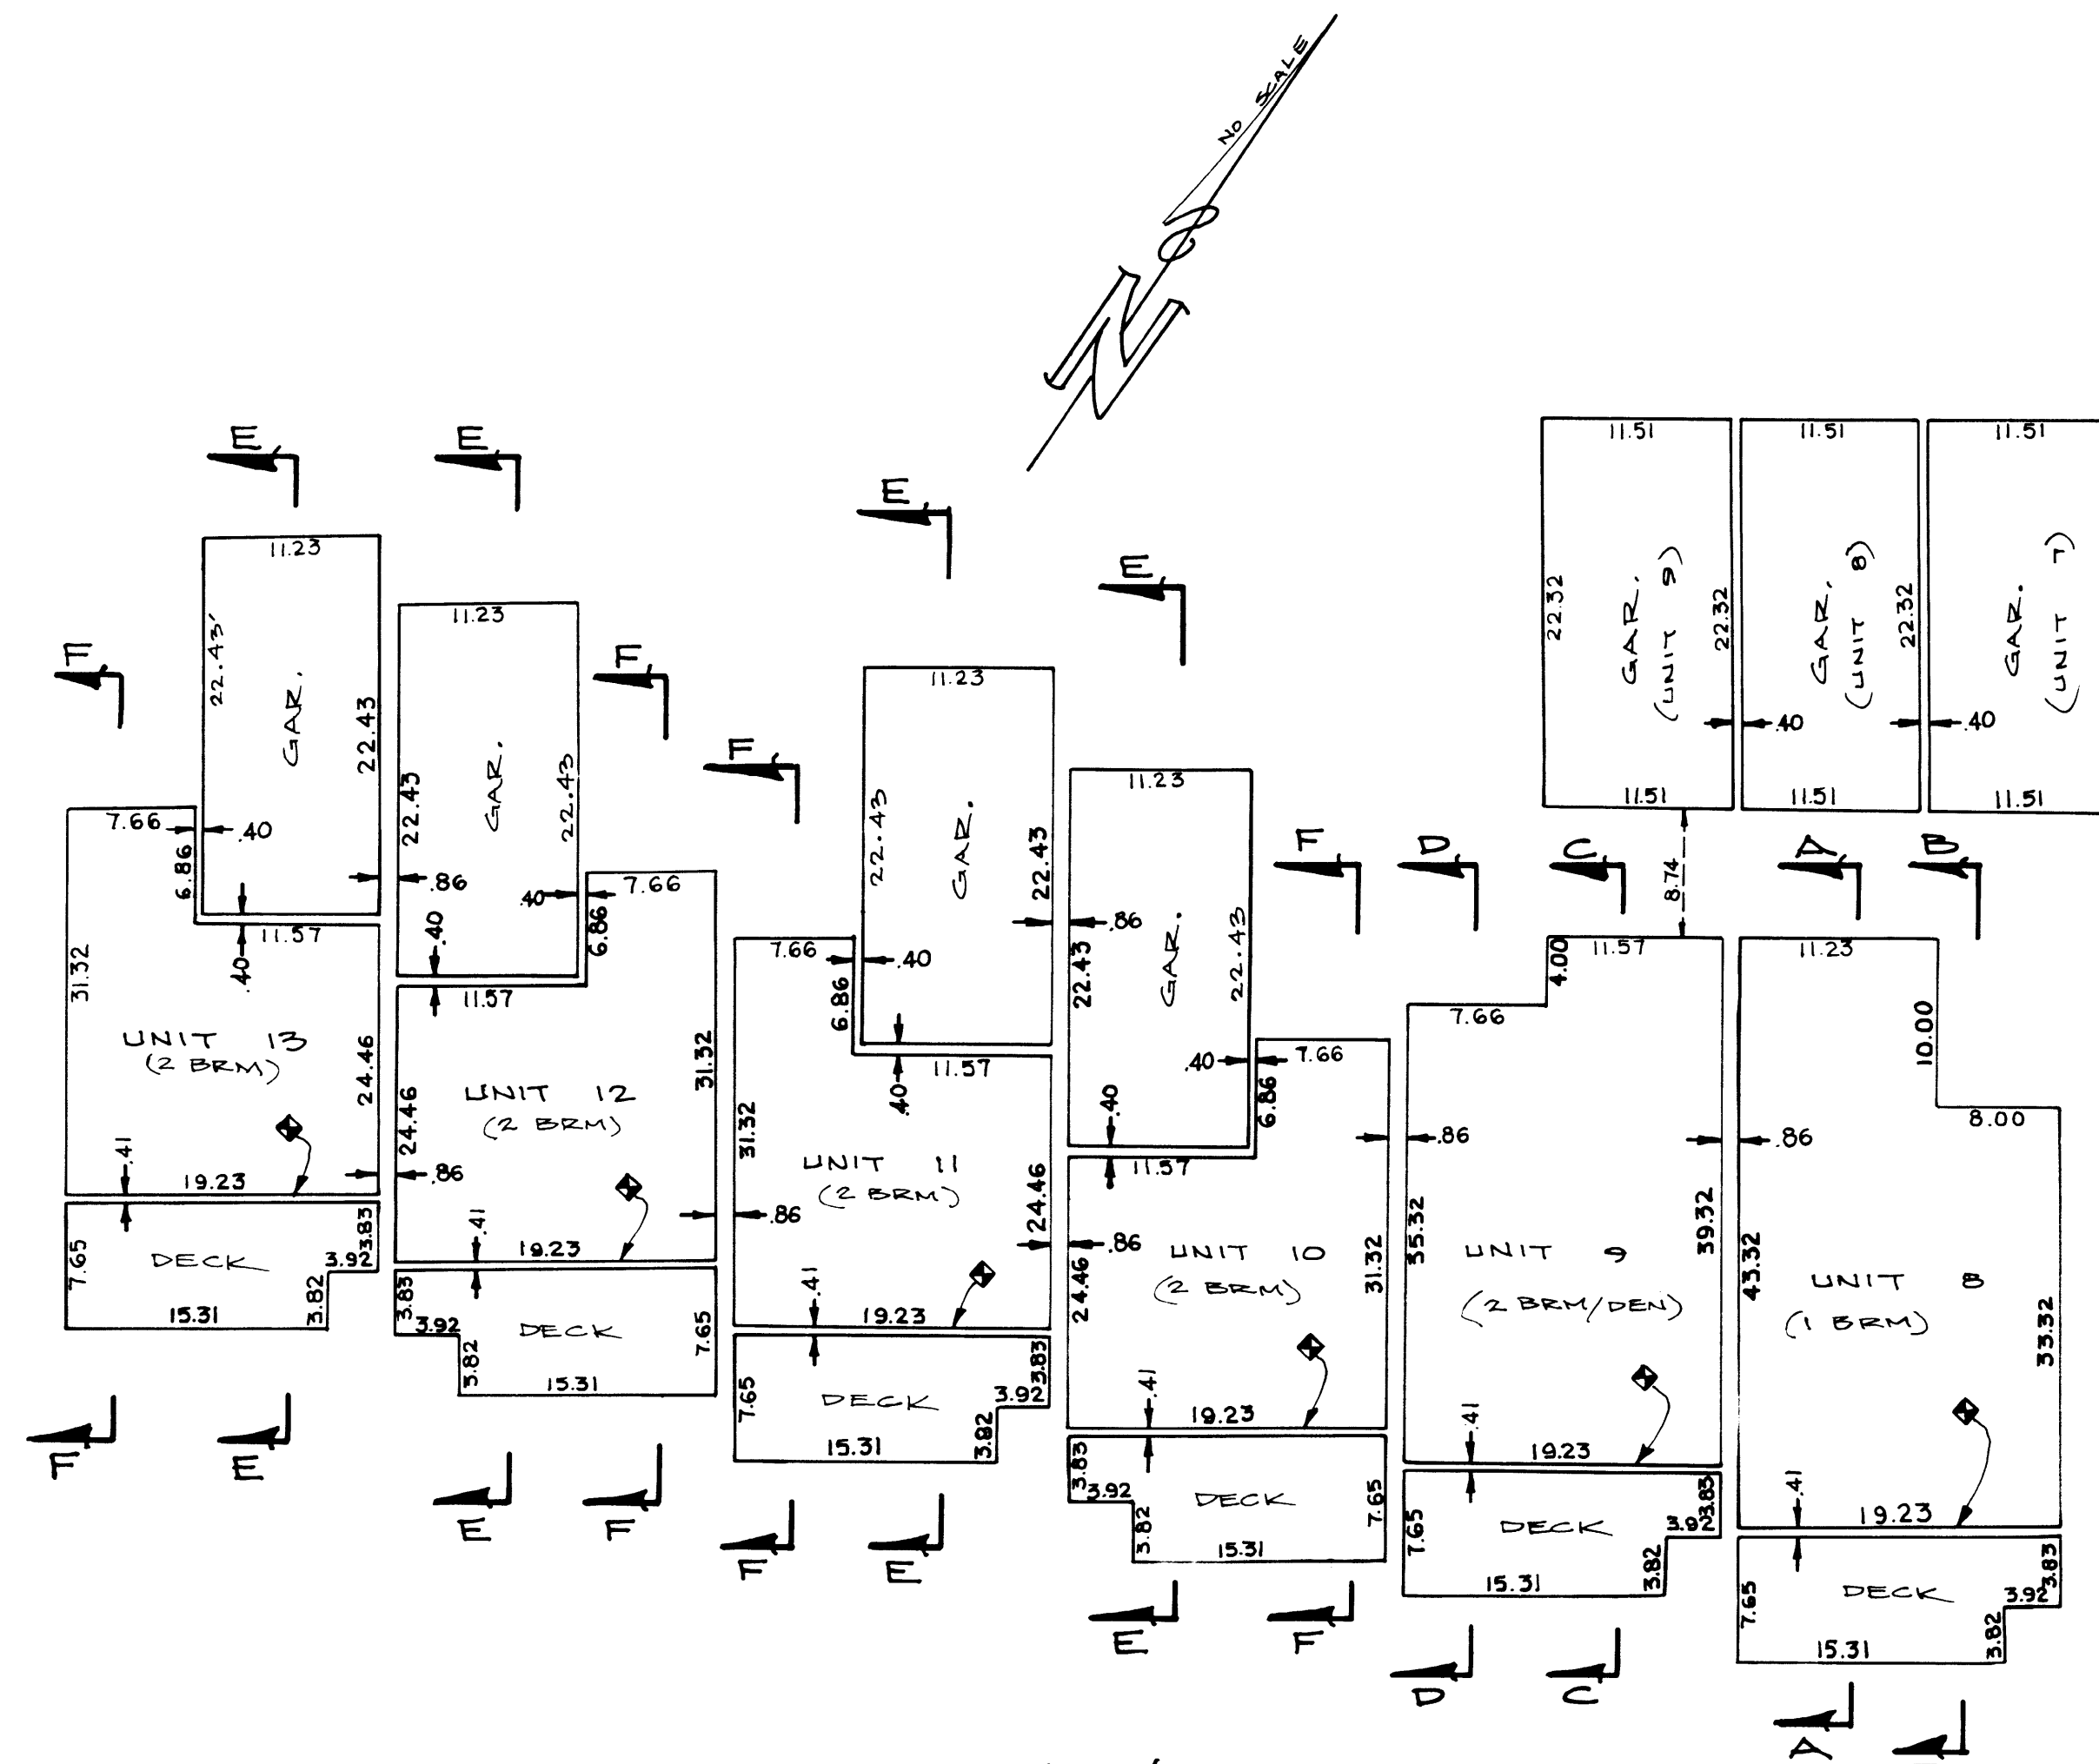 NO SCALE
N
E
E
E
E
F
F
F
F
D
C
A
B
11.23
22.43'
22.43
GAR.
7.66
.40
6.86
.40
11.57
31.32
UNIT 13
(2 BRM)
24.46
.86
.41
19.23
7.65
DECK
3.83
3.92
3.82
15.31
F
E
11.23
22.43
GAR.
22.43
.86
.40
.40
7.66
6.86
11.57
24.46
UNIT 12
(2 BRM)
31.32
.41
19.23
3.83
3.92
3.82
DECK
7.65
15.31
E
F
11.23
22.43
GAR.
22.43
7.66
.40
6.86
.40
11.57
.86
31.32
UNIT 11
(2 BRM)
24.46
.86
.86
.41
19.23
7.65
DECK
3.83
3.92
3.82
15.31
F
E
11.23
22.43
GAR.
22.43
.40
7.66
.40
6.86
11.57
24.46
UNIT 10
(2 BRM)
31.32
.41
19.23
3.83
3.92
3.82
DECK
7.65
15.31
E
F
11.51
22.32
GAR.
(UNIT 9)
22.32
.40
11.51
8.74
11.57
4.00
7.66
.86
35.32
UNIT 9
(2 BRM/DEN)
39.32
.41
19.23
7.65
DECK
3.83
3.92
3.82
15.31
D
C
11.51
GAR.
(UNIT 8)
22.32
.40
11.51
11.23
10.00
8.00
.86
43.32
UNIT 8
(1 BRM)
33.32
.41
19.23
7.65
DECK
3.83
3.92
3.82
15.31
A
11.51
GAR.
(UNIT 7)
11.51